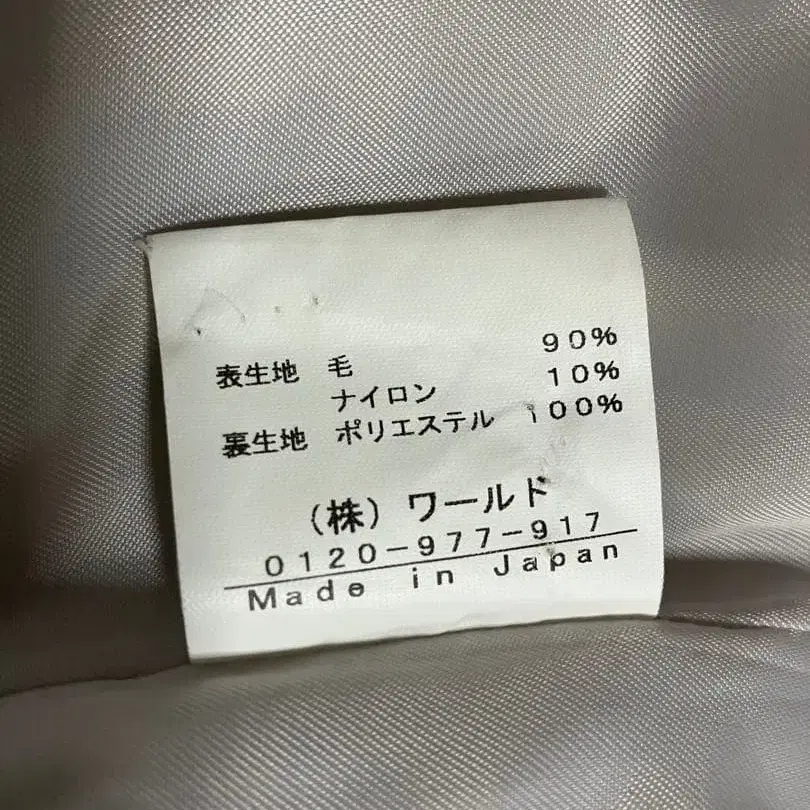 表生地 毛 90%
ナイロン 10%
裏生地 ポリエステル 100%
(株)ワールド
0120-977-917
Made in Japan